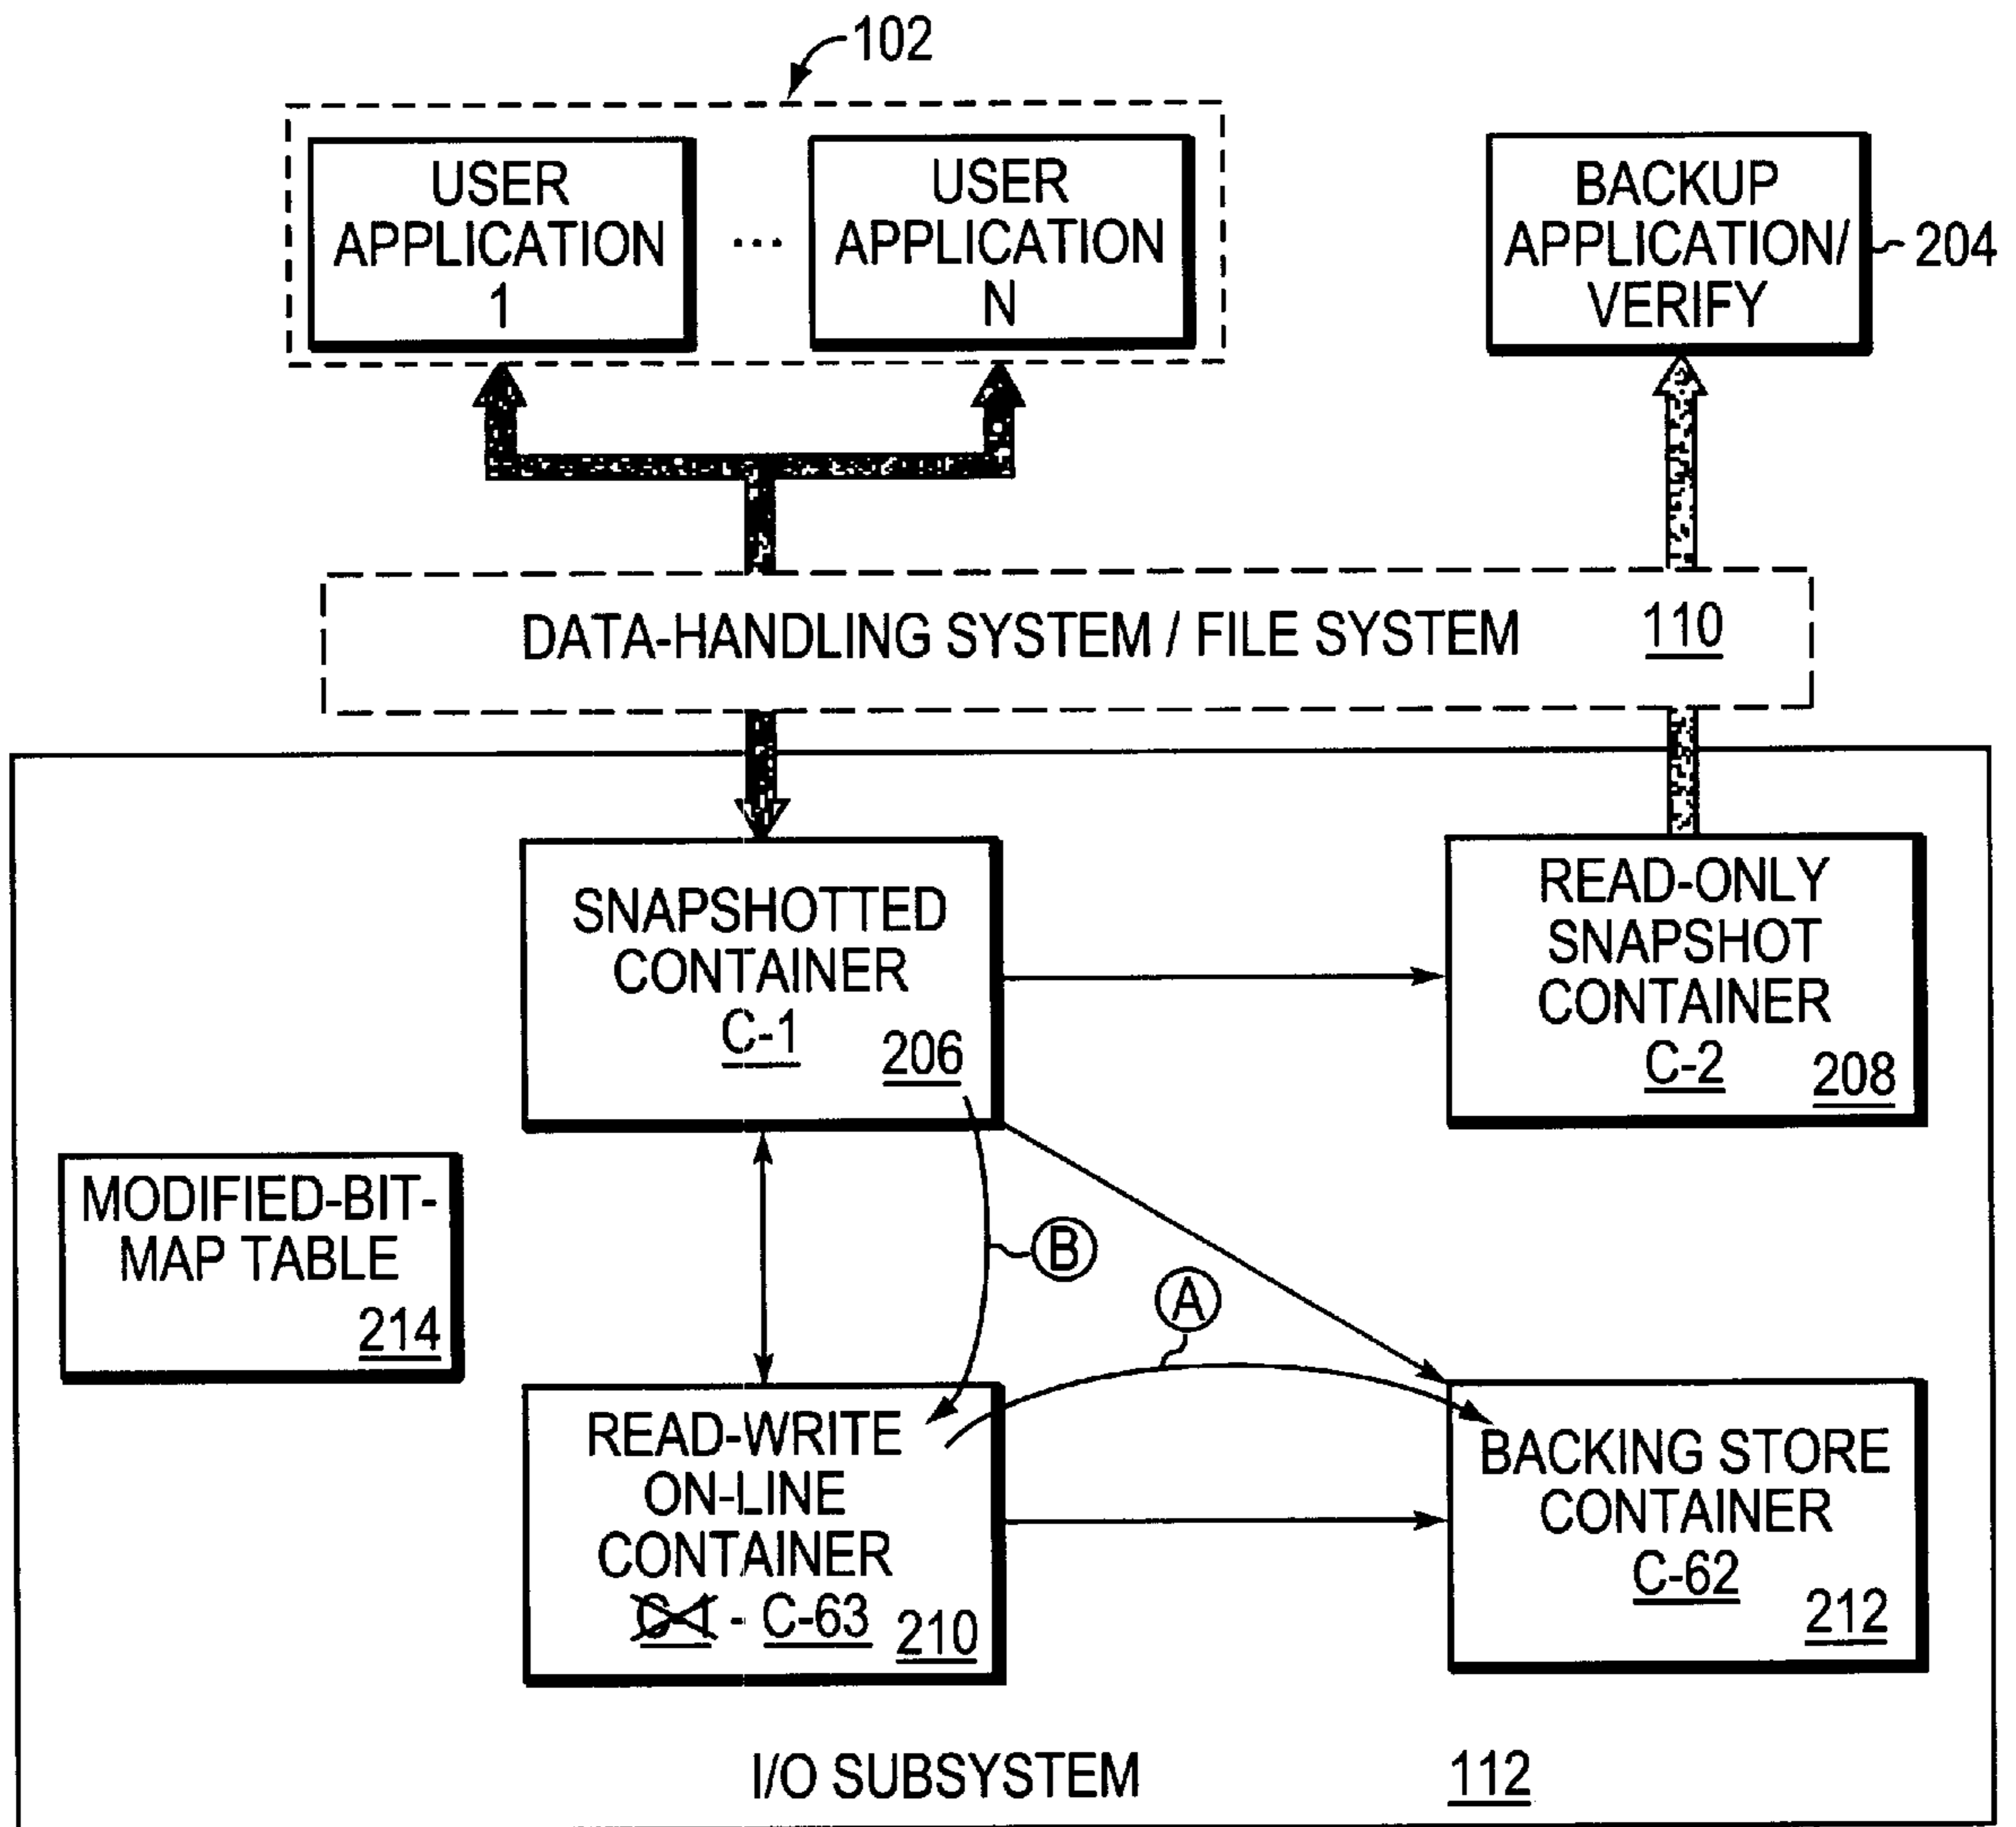 102
USER
APPLICATION
1
...
USER
APPLICATION
N
BACKUP
APPLICATION/
VERIFY
204
DATA-HANDLING SYSTEM / FILE SYSTEM 110
SNAPSHOTTED
CONTAINER
C-1
206
READ-ONLY
SNAPSHOT
CONTAINER
C-2
208
MODIFIED-BIT-
MAP TABLE
214
B
A
READ-WRITE
ON-LINE
CONTAINER
C-1 - C-63
210
BACKING STORE
CONTAINER
C-62
212
I/O SUBSYSTEM 112